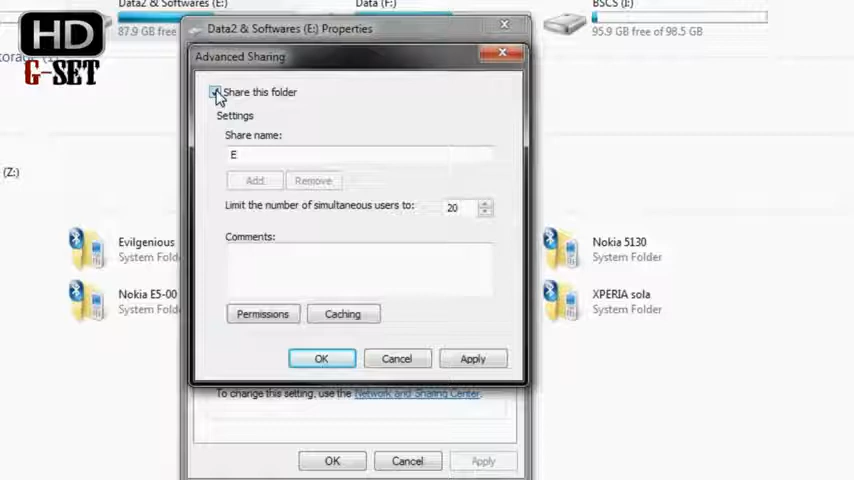 Data2 & Softwares (E:)
Data (F:)
BSCS (I:)
87.9 GB free
95.9 GB free of 98.5 GB
HD
G-SET
Data2 & Softwares (E:) Properties
Advanced Sharing
Share this folder
Settings
Share name:
E
(Z:)
Add
Remove
Limit the number of simultaneous users to:
20
Comments:
Evilgenious
System Fold
Nokia 5130
System Folder
Nokia E5-00
System Fold
XPERIA sola
System Folder
Permissions
Caching
OK
Cancel
Apply
To change this setting, use the Network and Sharing Center.
OK
Cancel
Apply